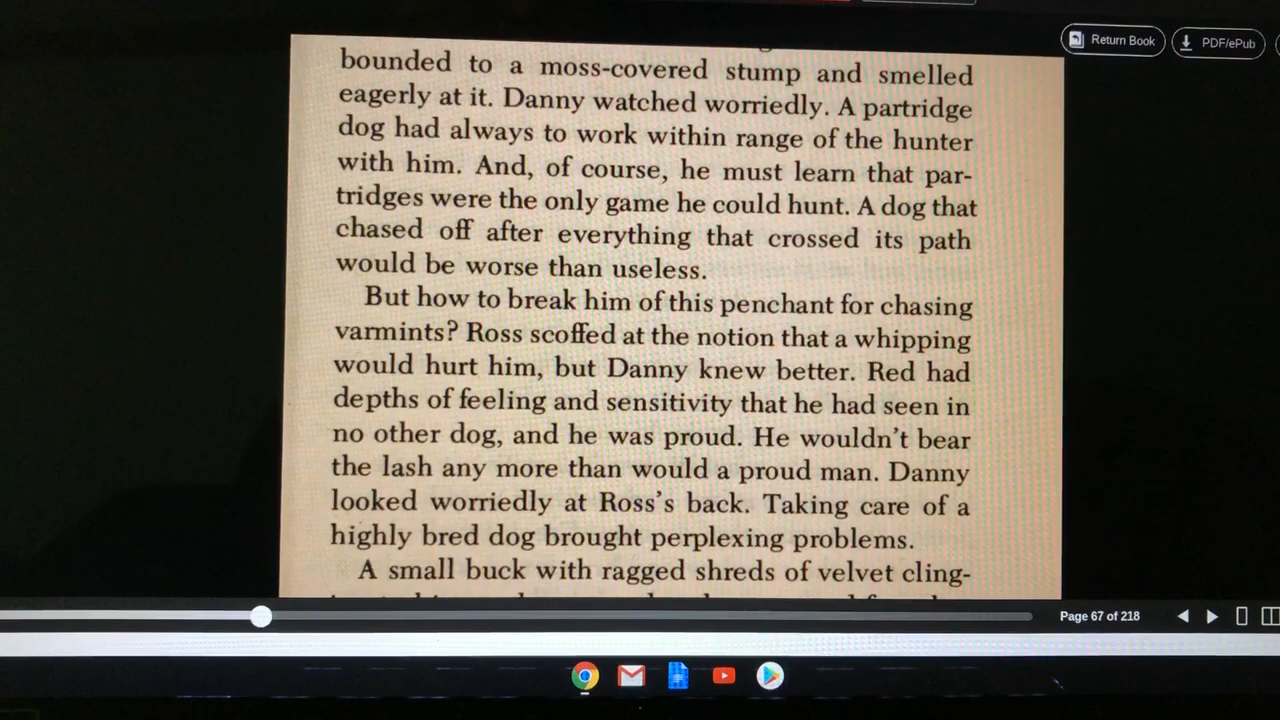 Return Book
PDF/ePub
bounded to a moss-covered stump and smelled
eagerly at it. Danny watched worriedly. A partridge
dog had always to work within range of the hunter
with him. And, of course, he must learn that par-
tridges were the only game he could hunt. A dog that
chased off after everything that crossed its path
would be worse than useless.
But how to break him of this penchant for chasing
varmints? Ross scoffed at the notion that a whipping
would hurt him, but Danny knew better. Red had
depths of feeling and sensitivity that he had seen in
no other dog, and he was proud. He wouldn't bear
the lash any more than would a proud man. Danny
looked worriedly at Ross's back. Taking care of a
highly bred dog brought perplexing problems.
A small buck with ragged shreds of velvet cling-
Page 67 of 218